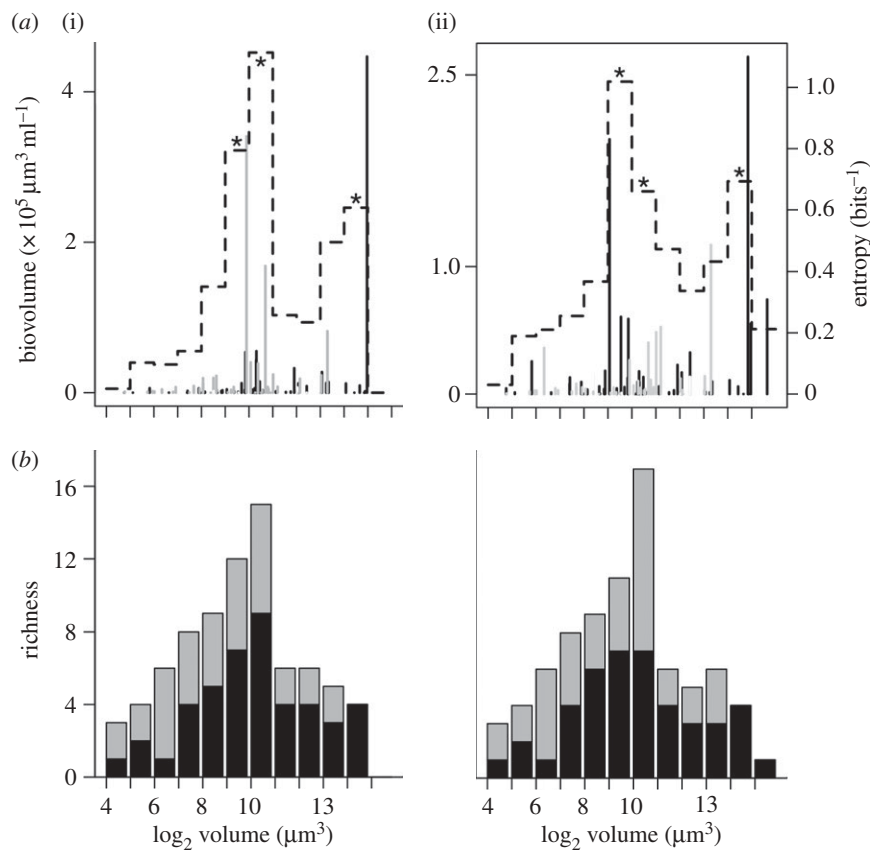 (a) (i)
(ii)
biovolume (× 10⁵ μm³ ml⁻¹)
4
2
0
* * *
2.5
1.0
0
* * *
1.0
0.8
0.6
0.4
0.2
0
entropy (bits⁻¹)
(b)
richness
16
12
8
4
0
4 6 8 10 13
log₂ volume (μm³)
4 6 8 10 13
log₂ volume (μm³)